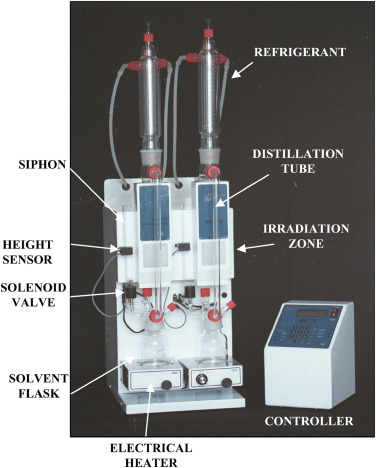 REFRIGERANT
SIPHON
DISTILLATION
TUBE
HEIGHT
SENSOR
IRRADIATION
ZONE
SOLENOID
VALVE
SOLVENT
FLASK
CONTROLLER
ELECTRICAL
HEATER